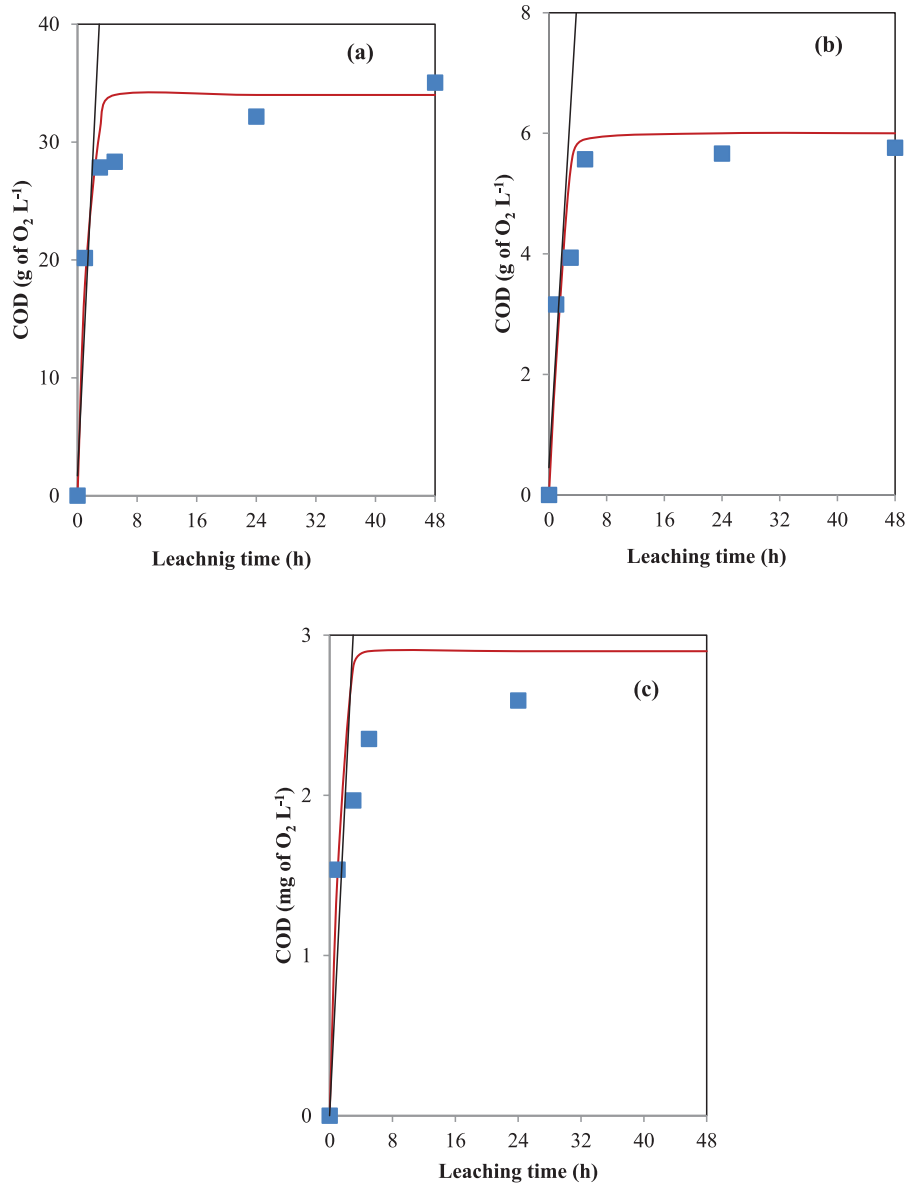 (a)
COD (g of O₂ L⁻¹)
40
30
20
10
0
0 8 16 24 32 40 48
Leachnig time (h)
(b)
COD (g of O₂ L⁻¹)
8
6
4
2
0
0 8 16 24 32 40 48
Leaching time (h)
(c)
COD (mg of O₂ L⁻¹)
3
2
1
0
0 8 16 24 32 40 48
Leaching time (h)